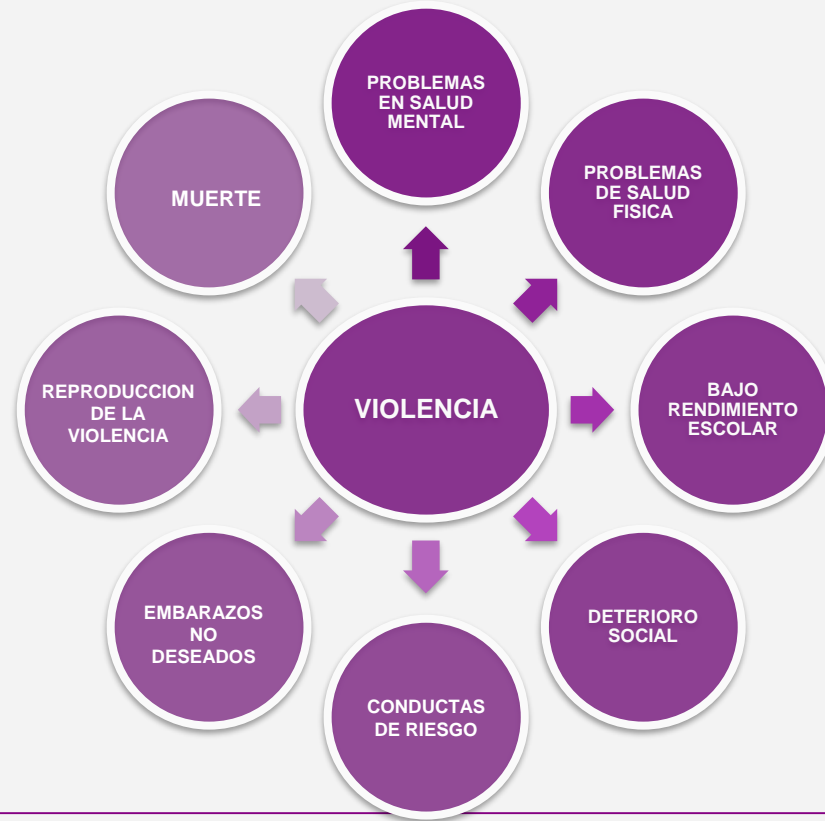 PROBLEMAS
EN SALUD
MENTAL
PROBLEMAS
DE SALUD
FISICA
BAJO
RENDIMIENTO
ESCOLAR
DETERIORO
SOCIAL
CONDUCTAS
DE RIESGO
EMBARAZOS
NO
DESEADOS
REPRODUCCION
DE LA
VIOLENCIA
MUERTE
VIOLENCIA